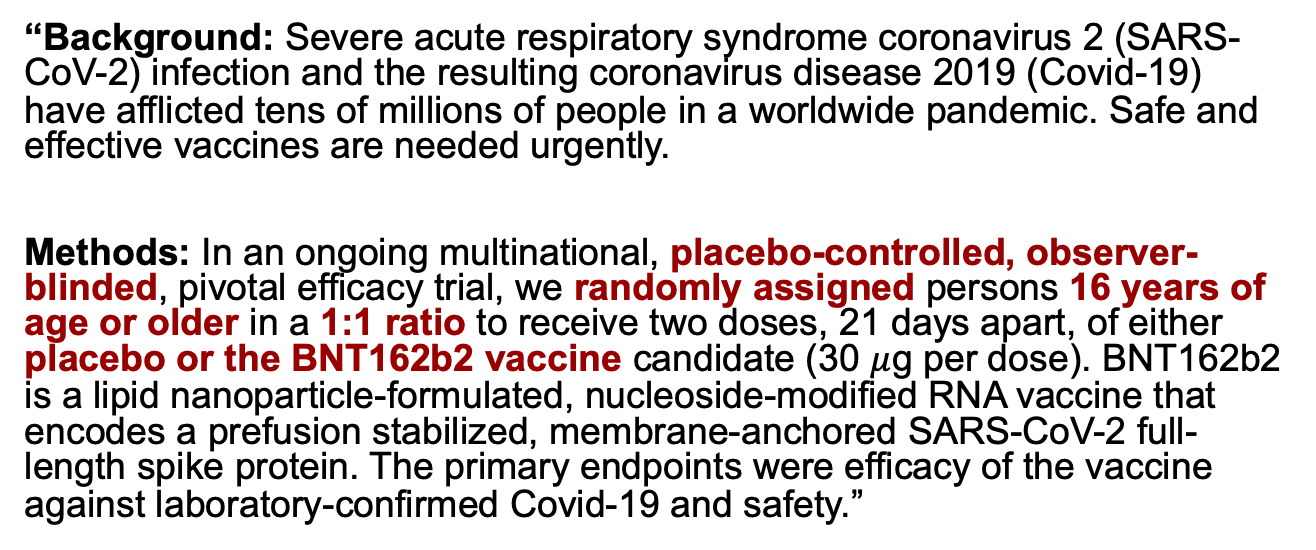 “Background: Severe acute respiratory syndrome coronavirus 2 (SARS-
CoV-2) infection and the resulting coronavirus disease 2019 (Covid-19)
have afflicted tens of millions of people in a worldwide pandemic. Safe and
effective vaccines are needed urgently.
Methods: In an ongoing multinational, placebo-controlled, observer-
blinded, pivotal efficacy trial, we randomly assigned persons 16 years of
age or older in a 1:1 ratio to receive two doses, 21 days apart, of either
placebo or the BNT162b2 vaccine candidate (30 𝜇g per dose). BNT162b2
is a lipid nanoparticle-formulated, nucleoside-modified RNA vaccine that
encodes a prefusion stabilized, membrane-anchored SARS-CoV-2 full-
length spike protein. The primary endpoints were efficacy of the vaccine
against laboratory-confirmed Covid-19 and safety.”